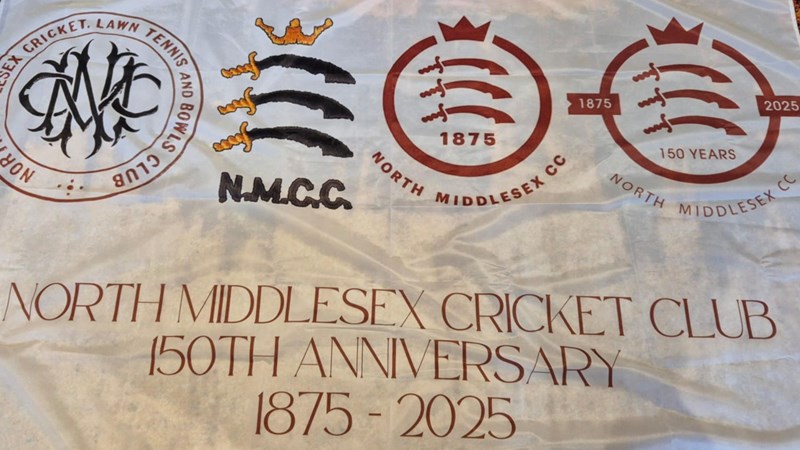 NORTH MIDDLESEX CRICKET, LAWN TENNIS AND BOWLS CLUB
N.M.C.C.
1875
NORTH MIDDLESEX CC
1875
2025
150 YEARS
NORTH MIDDLESEX CC
NORTH MIDDLESEX CRICKET CLUB
150TH ANNIVERSARY
1875 - 2025